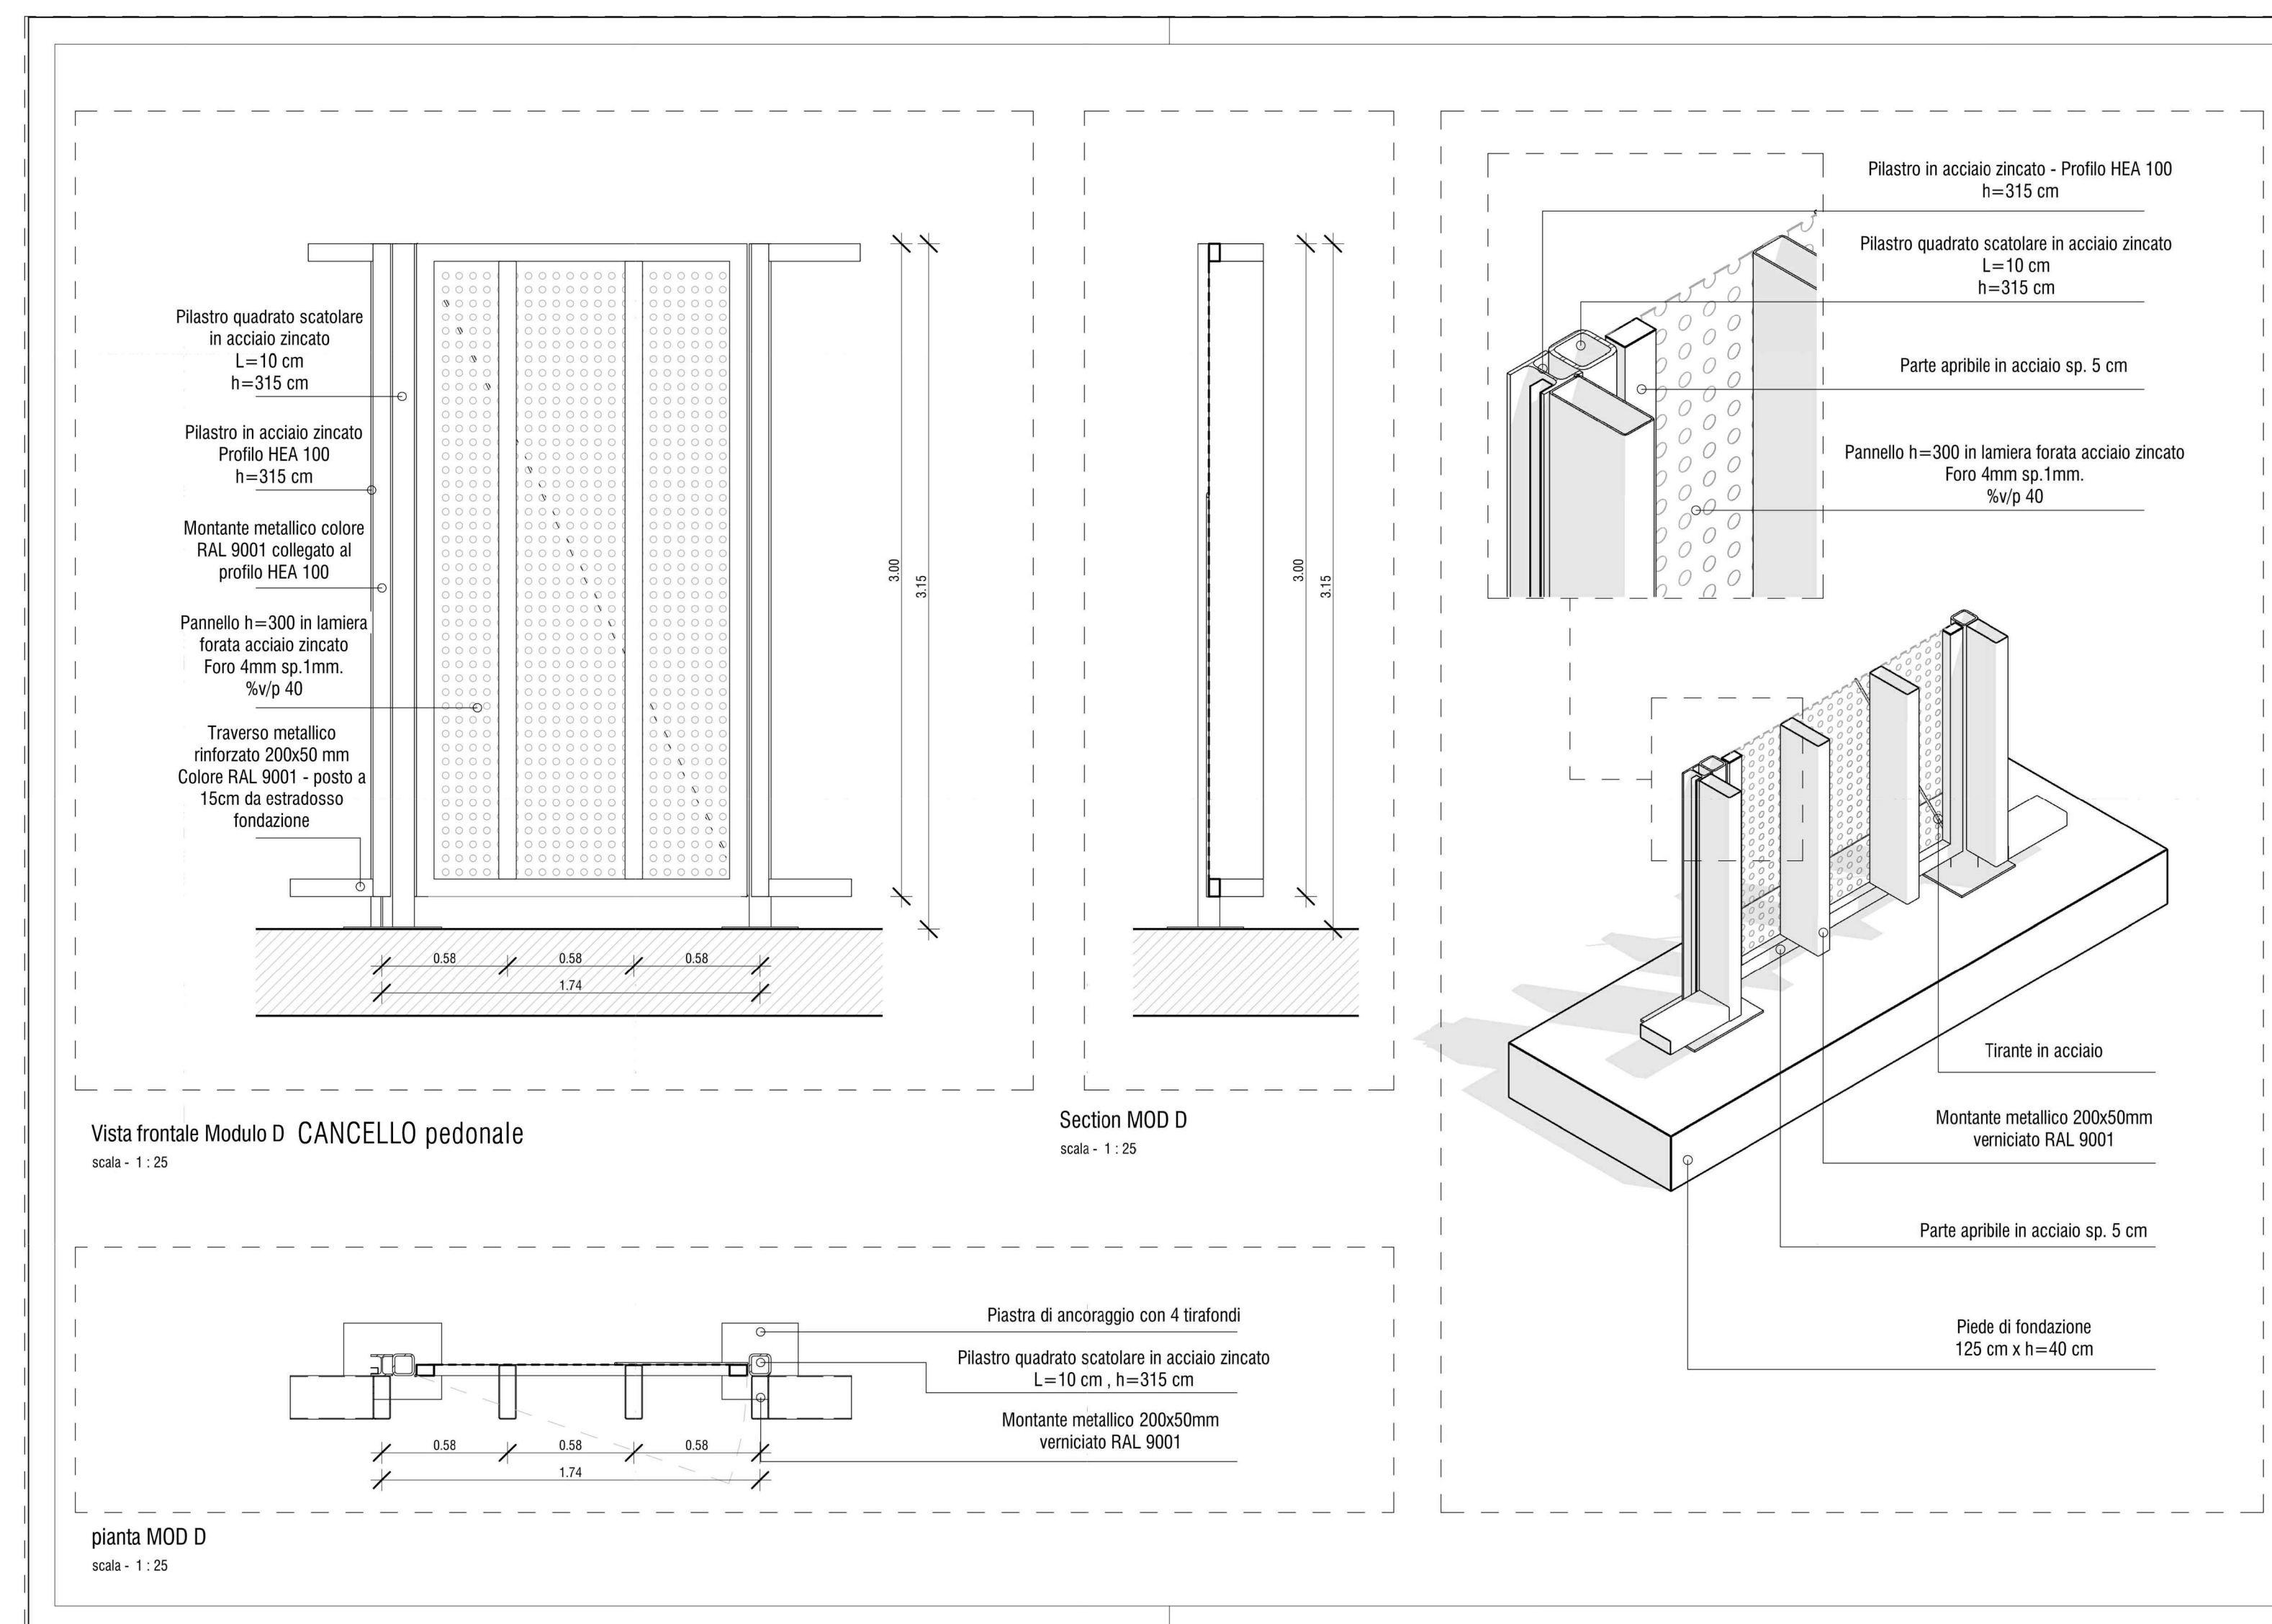 Pilastro quadrato scatolare
in acciaio zincato
L=10 cm
h=315 cm
Pilastro in acciaio zincato
Profilo HEA 100
h=315 cm
Montante metallico colore
RAL 9001 collegato al
profilo HEA 100
Pannello h=300 in lamiera
forata acciaio zincato
Foro 4mm sp.1mm.
%v/p 40
Traverso metallico
rinforzato 200x50 mm
Colore RAL 9001 - posto a
15cm da estradosso
fondazione
3.00
3.15
0.58
0.58
0.58
1.74
Vista frontale Modulo D CANCELLO pedonale
scala - 1 : 25
3.00
3.15
Section MOD D
scala - 1 : 25
Pilastro in acciaio zincato - Profilo HEA 100
h=315 cm
Pilastro quadrato scatolare in acciaio zincato
L=10 cm
h=315 cm
Parte apribile in acciaio sp. 5 cm
Pannello h=300 in lamiera forata acciaio zincato
Foro 4mm sp.1mm.
%v/p 40
Tirante in acciaio
Montante metallico 200x50mm
verniciato RAL 9001
Parte apribile in acciaio sp. 5 cm
Piede di fondazione
125 cm x h=40 cm
Piastra di ancoraggio con 4 tirafondi
Pilastro quadrato scatolare in acciaio zincato
L=10 cm , h=315 cm
Montante metallico 200x50mm
verniciato RAL 9001
0.58
0.58
0.58
1.74
pianta MOD D
scala - 1 : 25